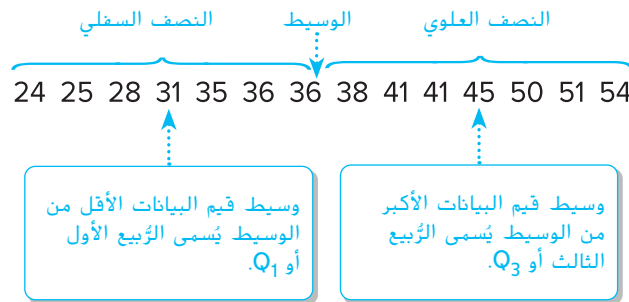 النصف السفلي الوسيط النصف العلوي
24 25 28 31 35 36 36 38 41 41 45 50 51 54
وسيط قيم البيانات الأقل من
الوسيط يُسمى الرُّبيع الأول
أو Q1.
وسيط قيم البيانات الأكبر
من الوسيط يُسمى الرُّبيع
الثالث أو Q3.